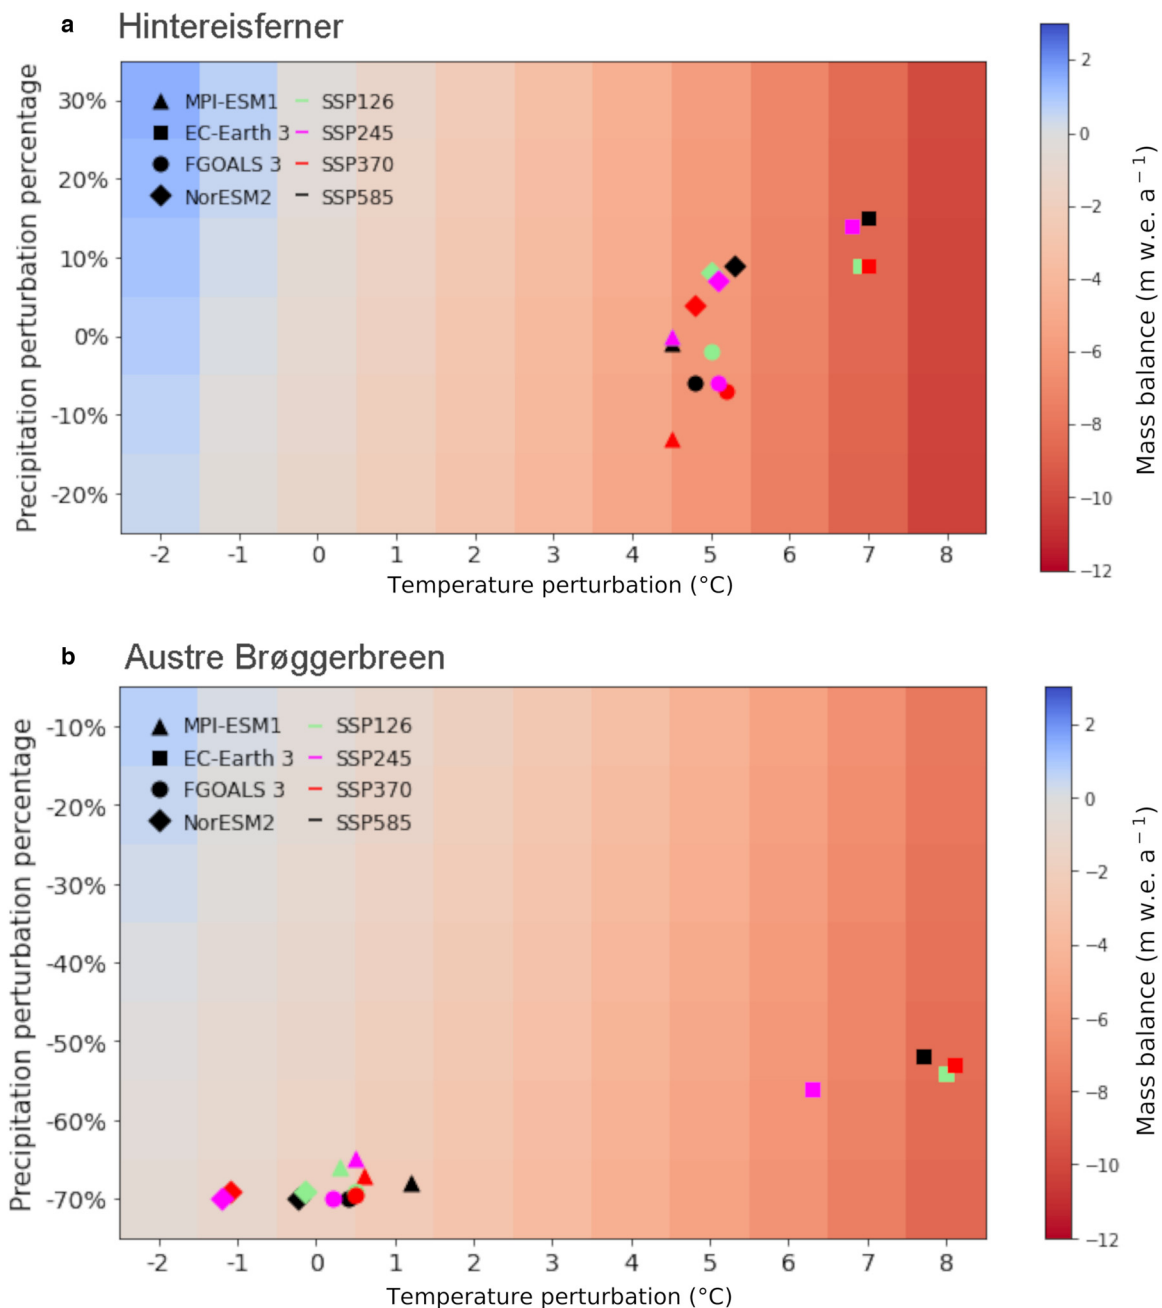 a Hintereisferner
Precipitation perturbation percentage
30%
20%
10%
0%
-10%
-20%
MPI-ESM1 SSP126
EC-Earth 3 SSP245
FGOALS 3 SSP370
NorESM2 SSP585
-2 -1 0 1 2 3 4 5 6 7 8
Temperature perturbation (°C)
2
0
−2
−4
−6
−8
−10
−12
Mass balance (m w.e. a⁻¹)
b Austre Brøggerbreen
Precipitation perturbation percentage
-10%
-20%
-30%
-40%
-50%
-60%
-70%
MPI-ESM1 SSP126
EC-Earth 3 SSP245
FGOALS 3 SSP370
NorESM2 SSP585
-2 -1 0 1 2 3 4 5 6 7 8
Temperature perturbation (°C)
2
0
−2
−4
−6
−8
−10
−12
Mass balance (m w.e. a⁻¹)